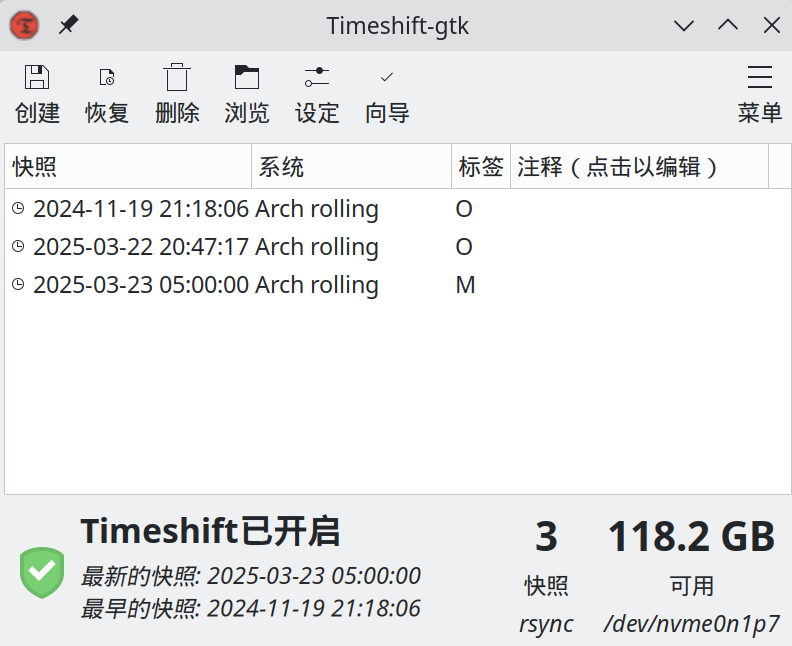 Timeshift-gtk
创建 恢复 删除 浏览 设定 向导 菜单
快照 系统 标签 注释（点击以编辑）
2024-11-19 21:18:06 Arch rolling O
2025-03-22 20:47:17 Arch rolling O
2025-03-23 05:00:00 Arch rolling M
Timeshift已开启
最新的快照: 2025-03-23 05:00:00
最早的快照: 2024-11-19 21:18:06
3
快照
rsync
118.2 GB
可用
/dev/nvme0n1p7